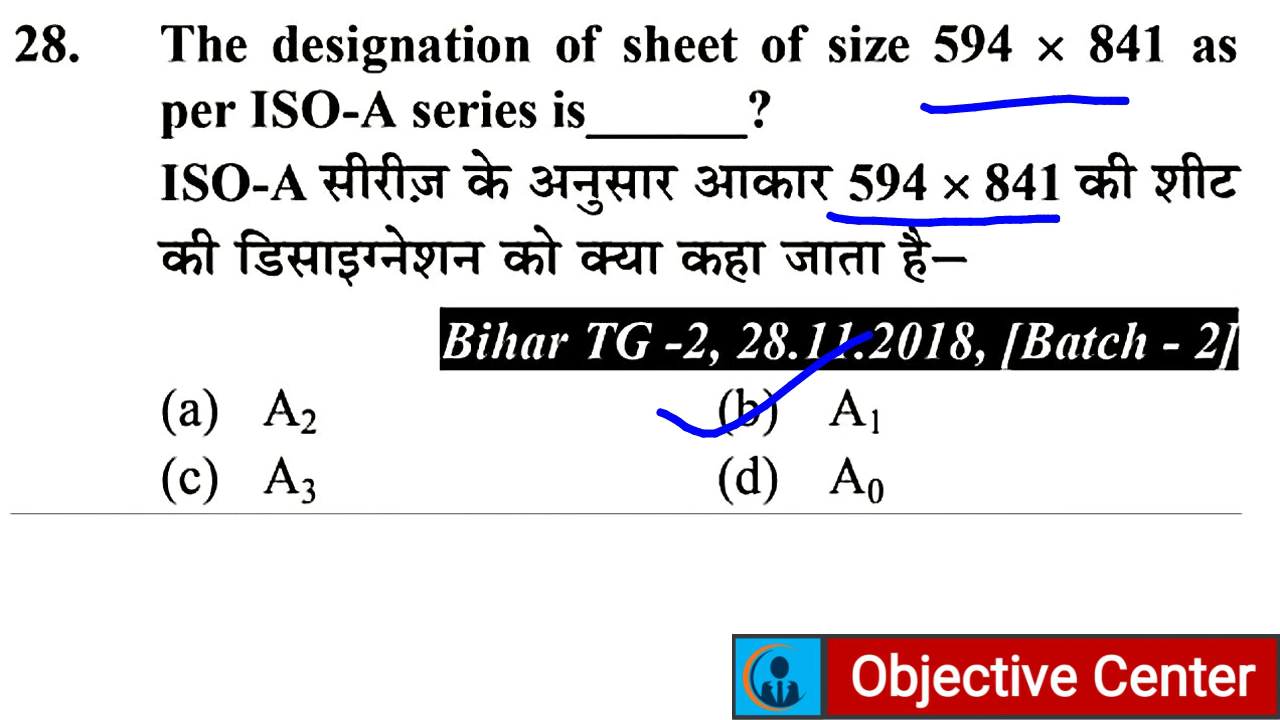 28. The designation of sheet of size 594 × 841 as
per ISO-A series is______?
ISO-A सीरीज़ के अनुसार आकार 594 × 841 की शीट
की डिसाइग्नेशन को क्या कहा जाता है–
Bihar TG -2, 28.11.2018, [Batch - 2]
(a) A₂ (b) A₁
(c) A₃ (d) A₀
Objective Center